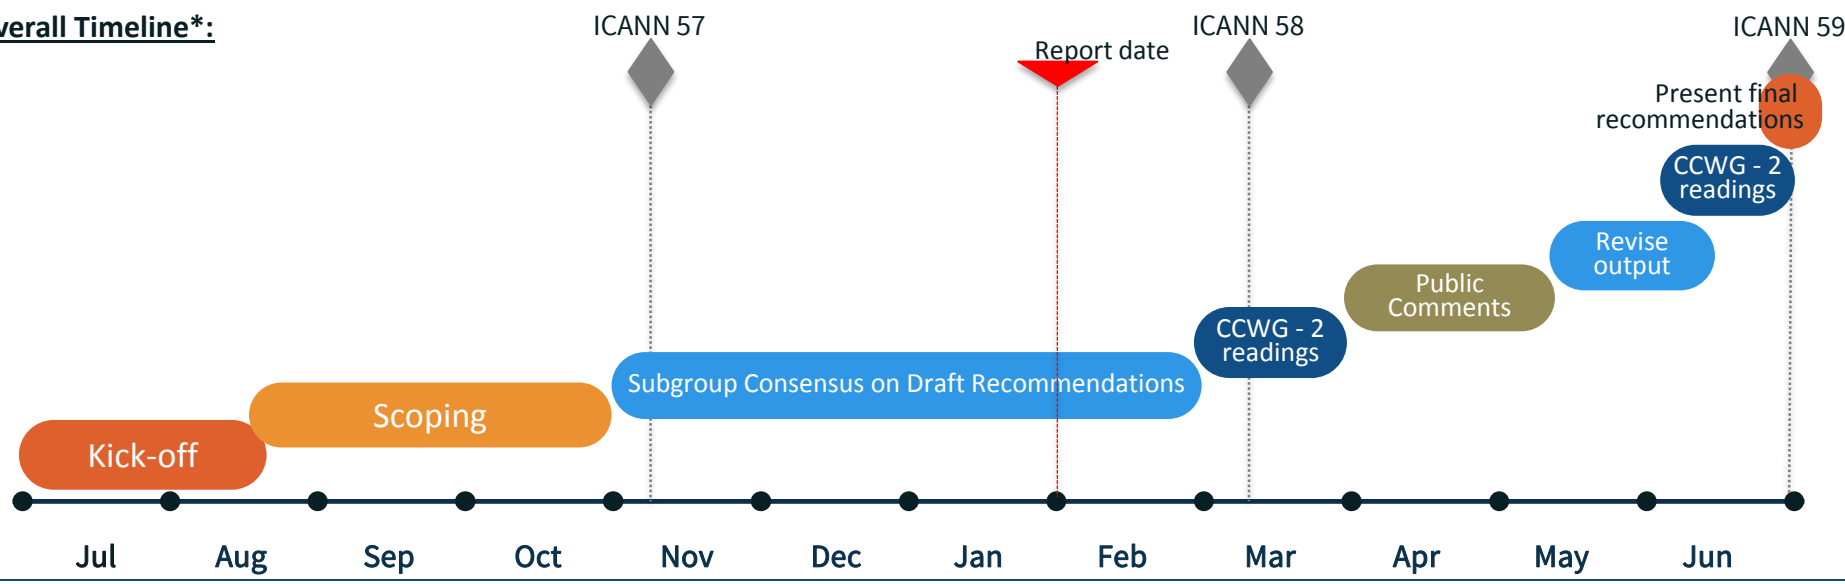 verall Timeline*:
ICANN 57
Report date
ICANN 58
ICANN 59
Present final
recommendations
CCWG - 2
readings
Revise
output
Public
Comments
CCWG - 2
readings
Subgroup Consensus on Draft Recommendations
Scoping
Kick-off
Jul Aug Sep Oct Nov Dec Jan Feb Mar Apr May Jun